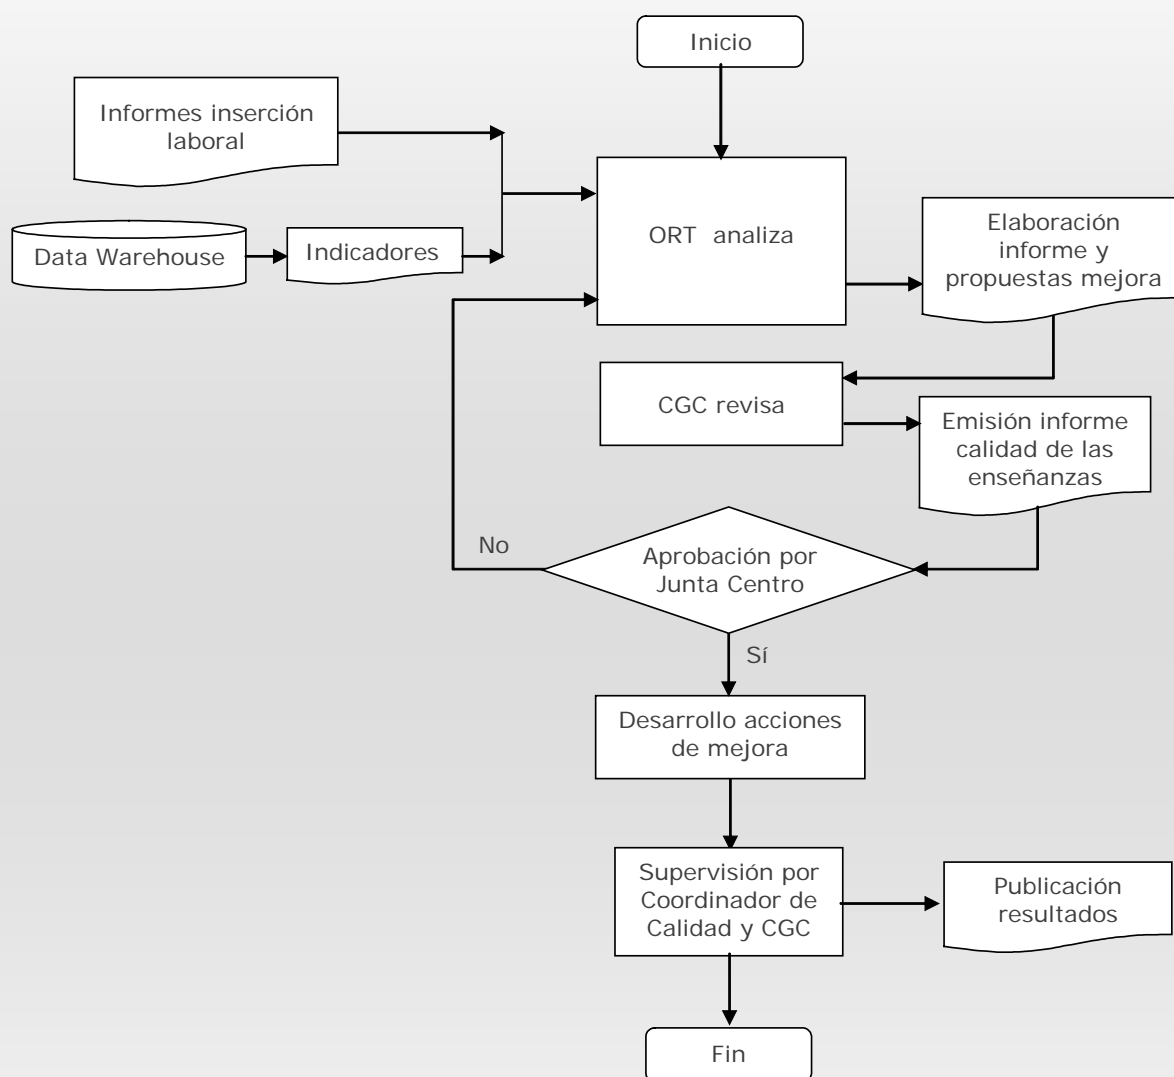 Inicio
Informes inserción
laboral
Data Warehouse
Indicadores
ORT analiza
Elaboración
informe y
propuestas mejora
CGC revisa
Emisión informe
calidad de las
enseñanzas
No
Aprobación por
Junta Centro
Sí
Desarrollo acciones
de mejora
Supervisión por
Coordinador de
Calidad y CGC
Publicación
resultados
Fin